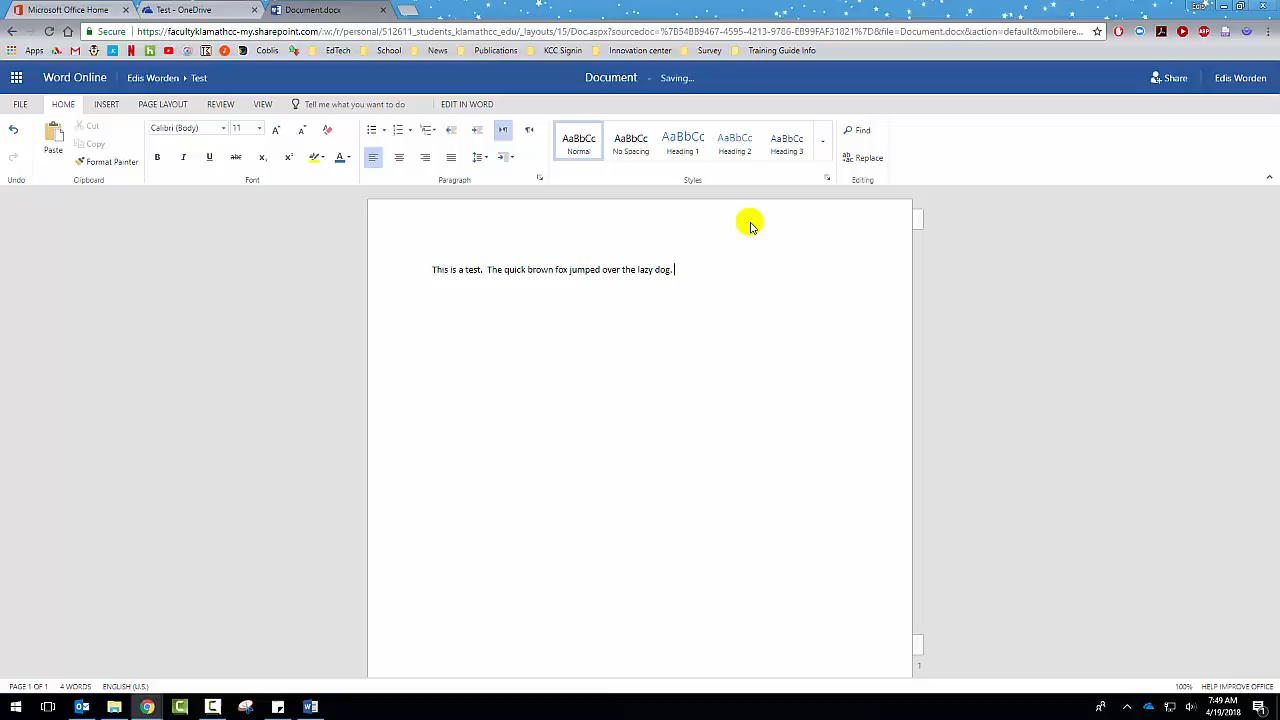 Microsoft Office Home
Test - OneDrive
Document.docx
Edis
Secure
https://facultyklamathcc-my.sharepoint.com/:w:/r/personal/512611_students_klamathcc_edu/_layouts/15/Doc.aspx?sourcedoc=%7B54BB9467-4595-4213-9786-EB99FAF31821%7D&file=Document.docx&action=default&mobilere...
Apps
EdTech
School
News
Publications
KCC Signin
Innovation center
Survey
Training Guide Info
Coblis
Word Online
Edis Worden
Test
Document - Saving...
Share
Edis Worden
FILE
HOME
INSERT
PAGE LAYOUT
REVIEW
VIEW
Tell me what you want to do
EDIT IN WORD
Undo
Paste
Cut
Copy
Format Painter
Clipboard
Calibri (Body)
11
Font
Paragraph
AaBbCc
Normal
AaBbCc
No Spacing
AaBbCc
Heading 1
AaBbCc
Heading 2
AaBbCc
Heading 3
Styles
Find
Replace
Editing
This is a test.  The quick brown fox jumped over the lazy dog.
1
PAGE 1 OF 1
4 WORDS
ENGLISH (U.S.)
100%
HELP IMPROVE OFFICE
7:49 AM
4/19/2018